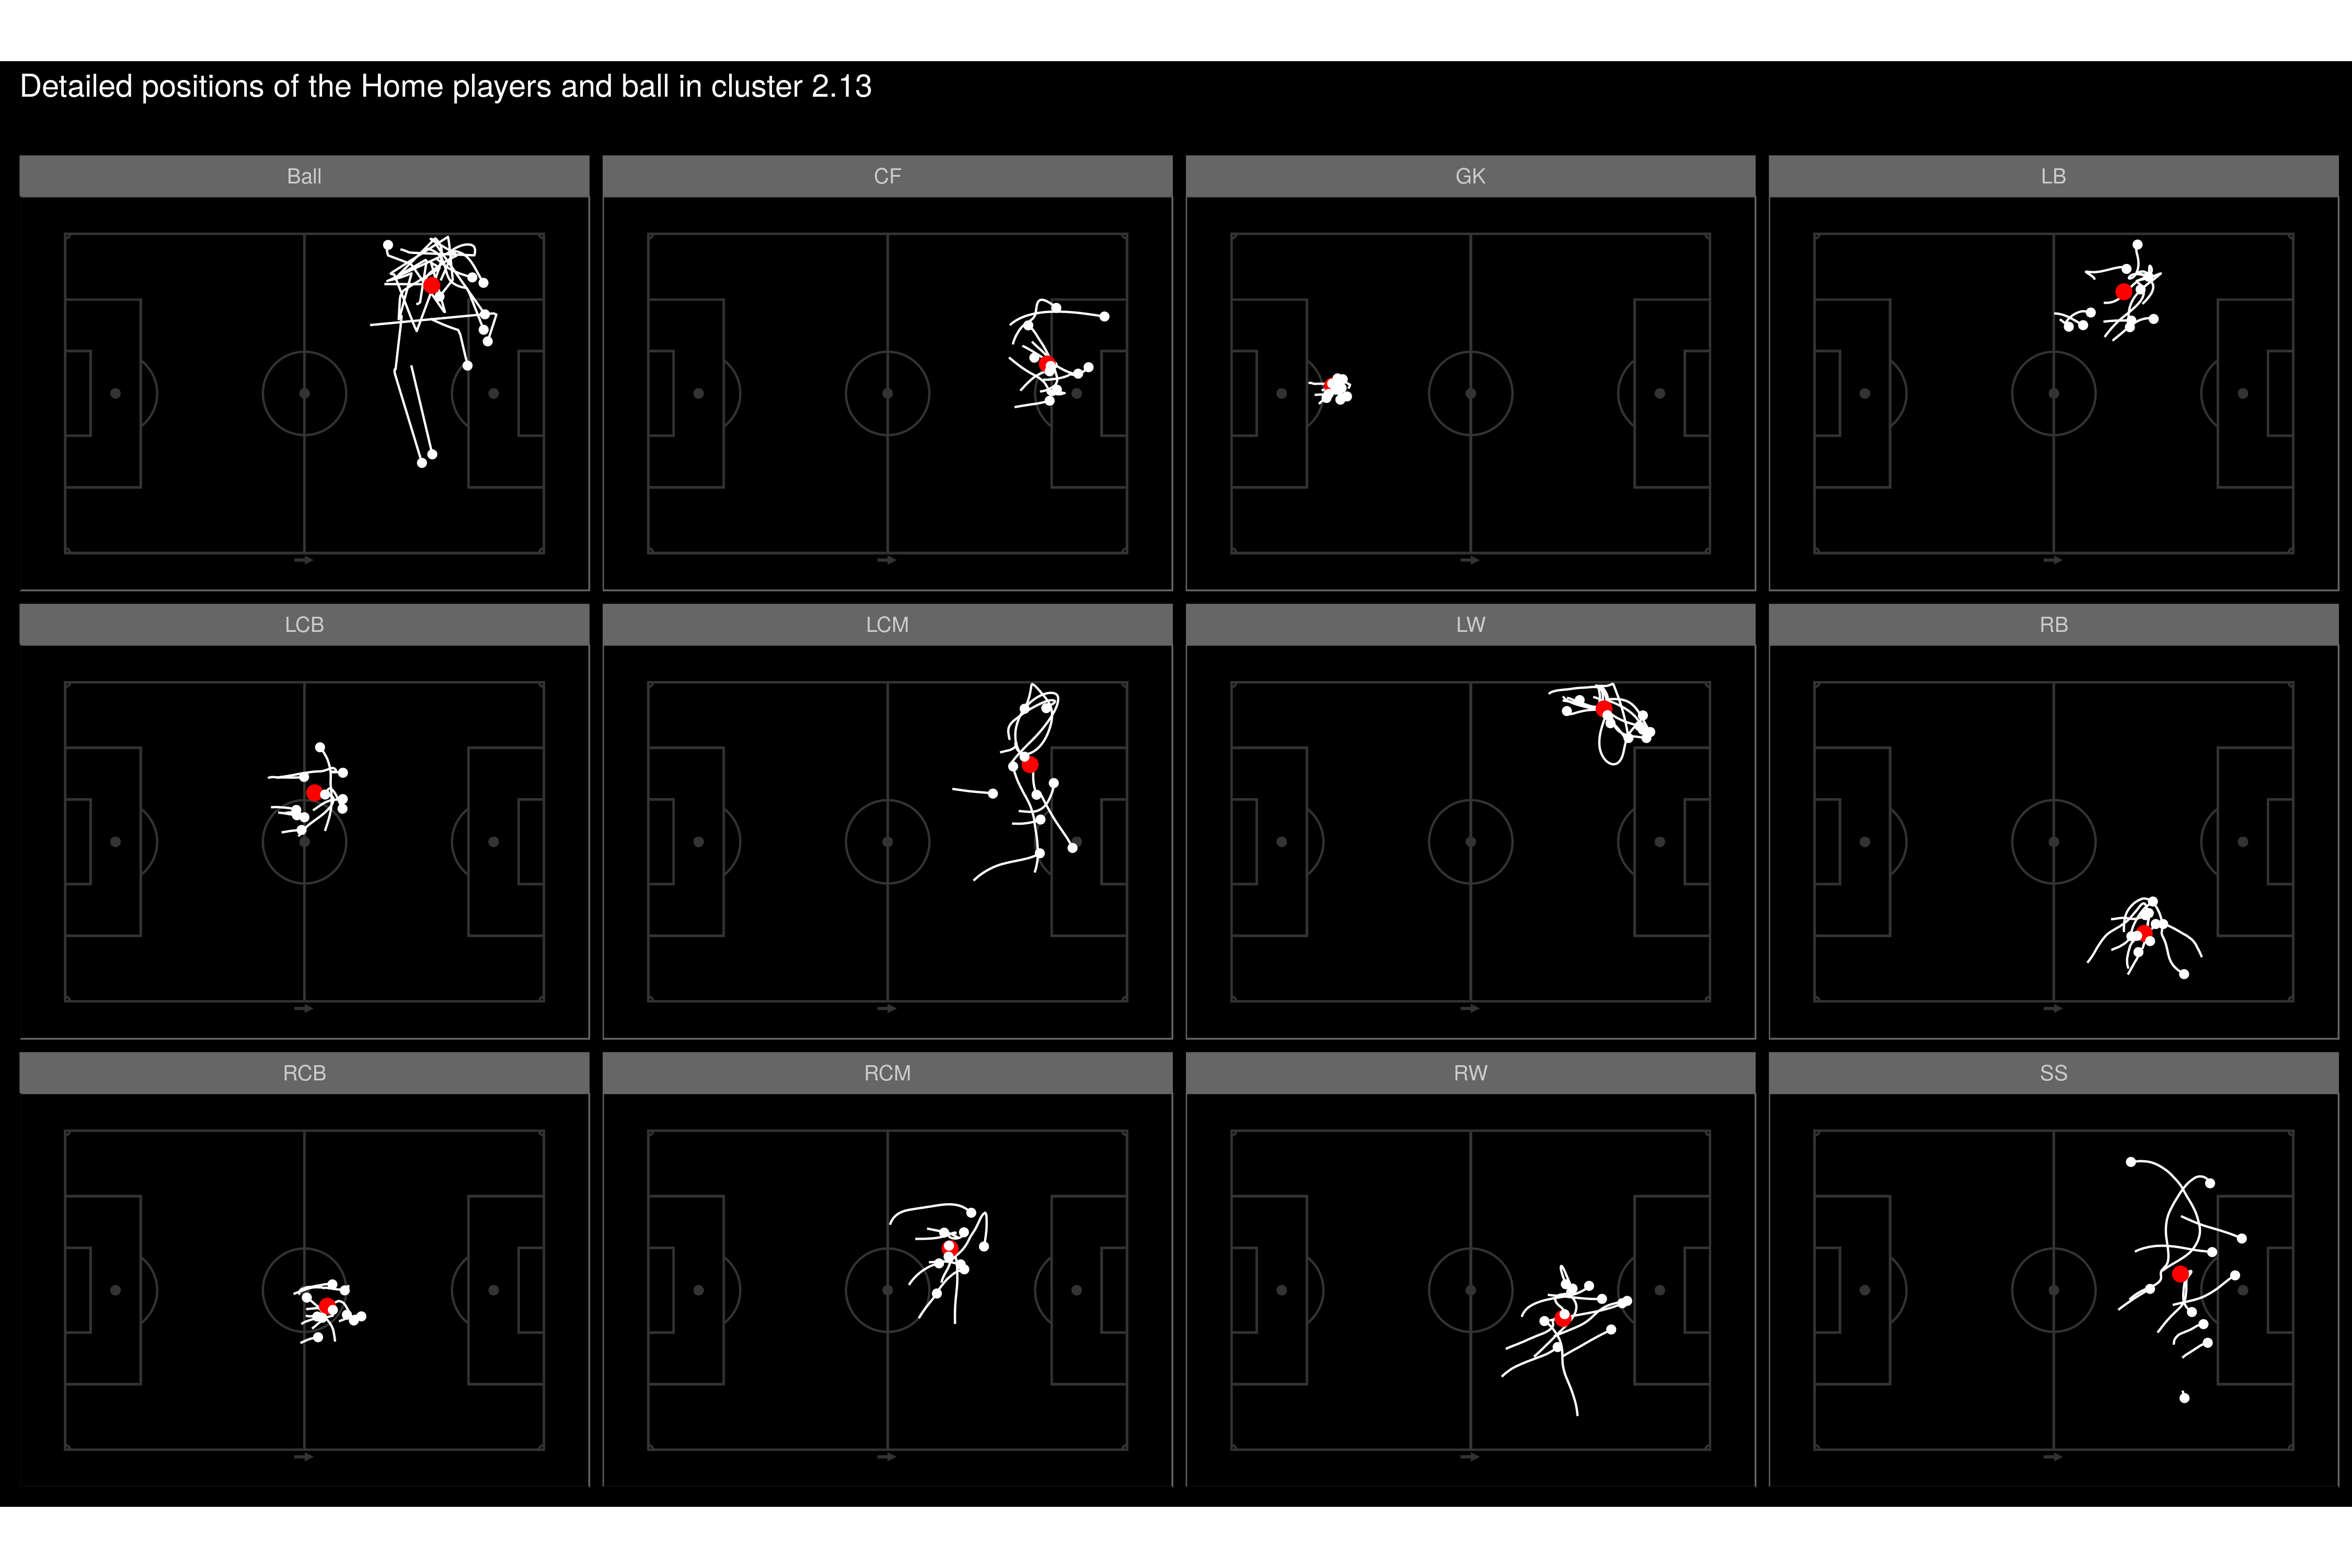 Detailed positions of the Home players and ball in cluster 2.13
Ball
CF
GK
LB
LCB
LCM
LW
RB
RCB
RCM
RW
SS